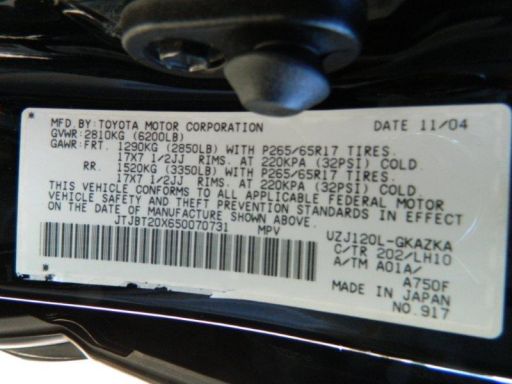 MFD. BY: TOYOTA MOTOR CORPORATION DATE 11/04
GVWR: 2810KG (6200LB)
GAWR: FRT. 1290KG (2850LB) WITH P265/65R17 TIRES.
17X7 1/2JJ RIMS. AT 220KPA (32PSI) COLD.
RR. 1520KG (3350LB) WITH P265/65R17 TIRES.
17X7 1/2JJ RIMS. AT 220KPA (32PSI) COLD.
THIS VEHICLE CONFORMS TO ALL APPLICABLE FEDERAL MOTOR
VEHICLE SAFETY AND THEFT PREVENTION STANDARDS IN EFFECT
ON THE DATE OF MANUFACTURE SHOWN ABOVE.
JTJBT20X650070731 MPV UZJ120L-GKAZKA
C/TR 202/LH10
A/TM A01A/ A750F
MADE IN JAPAN
NO. 917